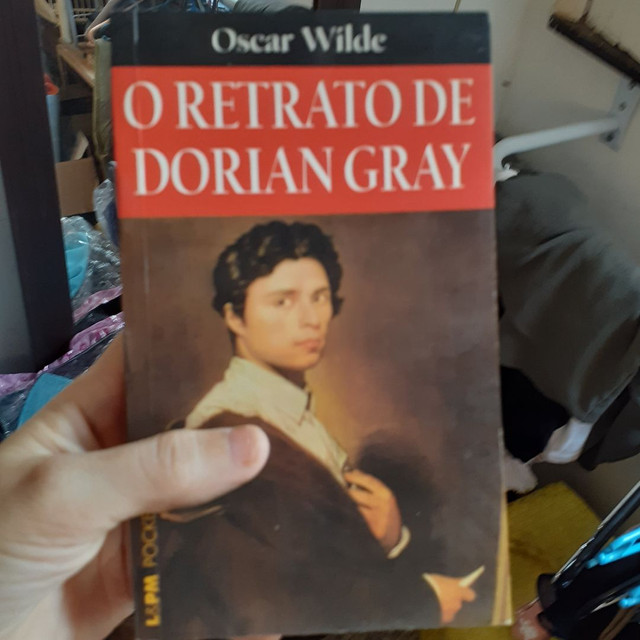 Oscar Wilde
O RETRATO DE
DORIAN GRAY
L&PM POCKET